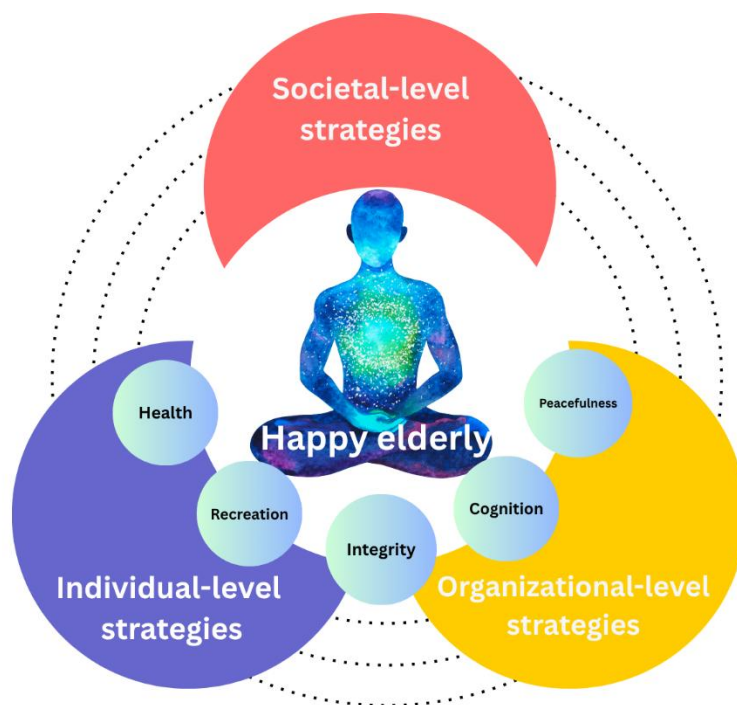 Societal-level
strategies
Health
Peacefulness
Happy elderly
Recreation
Cognition
Integrity
Individual-level
strategies
Organizational-level
strategies